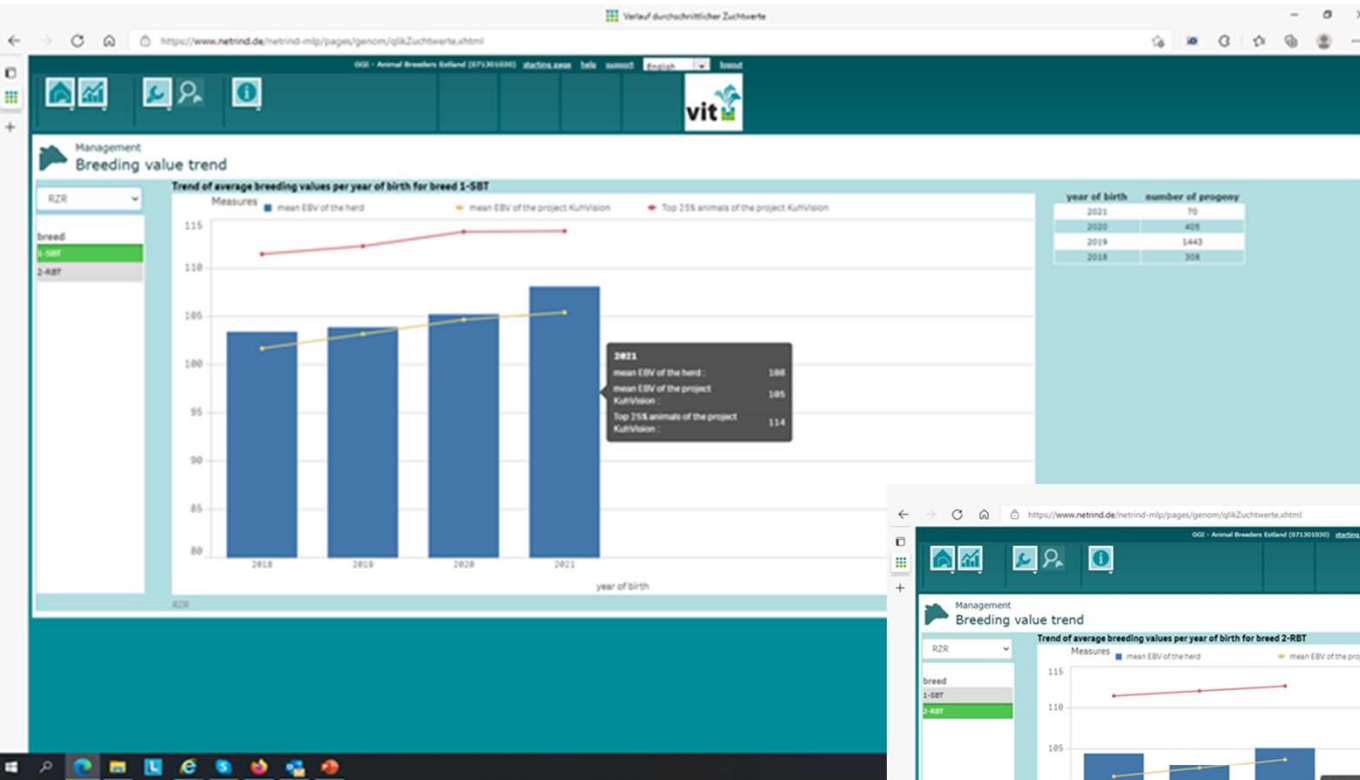 Verlauf durchschnittlicher Zuchtwerte
https://www.netrind.de/netrind-mlp/pages/genom/qlikZuchtwerte.xhtml
GGI - Animal Breeders Estland (071301030) starting page help support English logout
vit
Management
Breeding value trend
RZR
breed
1-SBT
2-RBT
Trend of average breeding values per year of birth for breed 1-SBT
Measures mean EBV of the herd mean EBV of the project KuhVision Top 25% animals of the project KuhVision
115
110
105
100
95
90
85
80
2018 2019 2020 2021
year of birth
RZR
2021
mean EBV of the herd : 108
mean EBV of the project
KuhVision : 105
Top 25% animals of the project
KuhVision : 114
year of birth number of progeny
2021 70
2020 405
2019 1443
2018 308
https://www.netrind.de/netrind-mlp/pages/genom/qlikZuchtwerte.xhtml
GGI - Animal Breeders Estland (071301030) starting
Management
Breeding value trend
RZR
breed
1-SBT
2-RBT
Trend of average breeding values per year of birth for breed 2-RBT
Measures mean EBV of the herd mean EBV of the pro
115
110
105